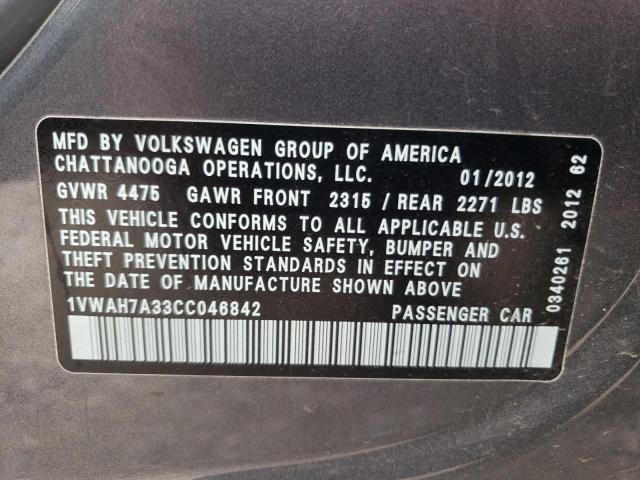 MFD BY VOLKSWAGEN GROUP OF AMERICA
CHATTANOOGA OPERATIONS, LLC. 01/2012
GVWR 4475 GAWR FRONT 2315 / REAR 2271 LBS
THIS VEHICLE CONFORMS TO ALL APPLICABLE U.S.
FEDERAL MOTOR VEHICLE SAFETY, BUMPER AND
THEFT PREVENTION STANDARDS IN EFFECT ON
THE DATE OF MANUFACTURE SHOWN ABOVE
1VWAH7A33CC046842 PASSENGER CAR
0340261 2012 62